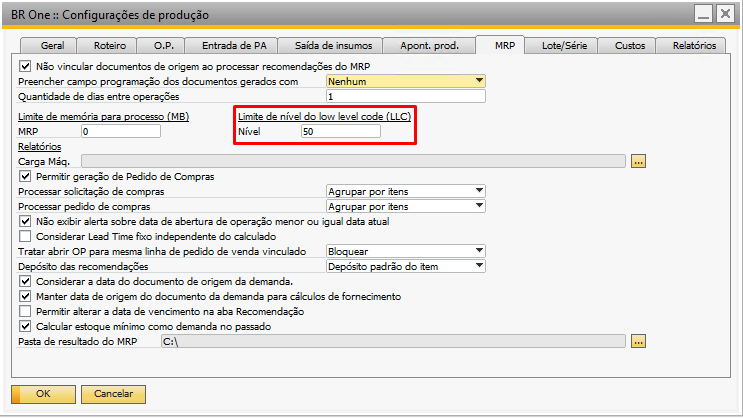 BR One :: Configurações de produção
Geral Roteiro O.P. Entrada de PA Saída de insumos Apont. prod. MRP Lote/Série Custos Relatórios
Não vincular documentos de origem ao processar recomendações do MRP
Preencher campo programação dos documentos gerados com Nenhum
Quantidade de dias entre operações 1
Limite de memória para processo (MB) Limite de nível do low level code (LLC)
MRP 0 Nível 50
Relatórios
Carga Máq. ...
Permitir geração de Pedido de Compras
Processar solicitação de compras Agrupar por itens
Processar pedido de compras Agrupar por itens
Não exibir alerta sobre data de abertura de operação menor ou igual data atual
Considerar Lead Time fixo independente do calculado
Tratar abrir OP para mesma linha de pedido de venda vinculado Bloquear
Depósito das recomendações Depósito padrão do item
Considerar a data do documento de origem da demanda.
Manter data de origem do documento da demanda para cálculos de fornecimento
Permitir alterar a data de vencimento na aba Recomendação
Calcular estoque mínimo como demanda no passado
Pasta de resultado do MRP C:\ ...
OK Cancelar